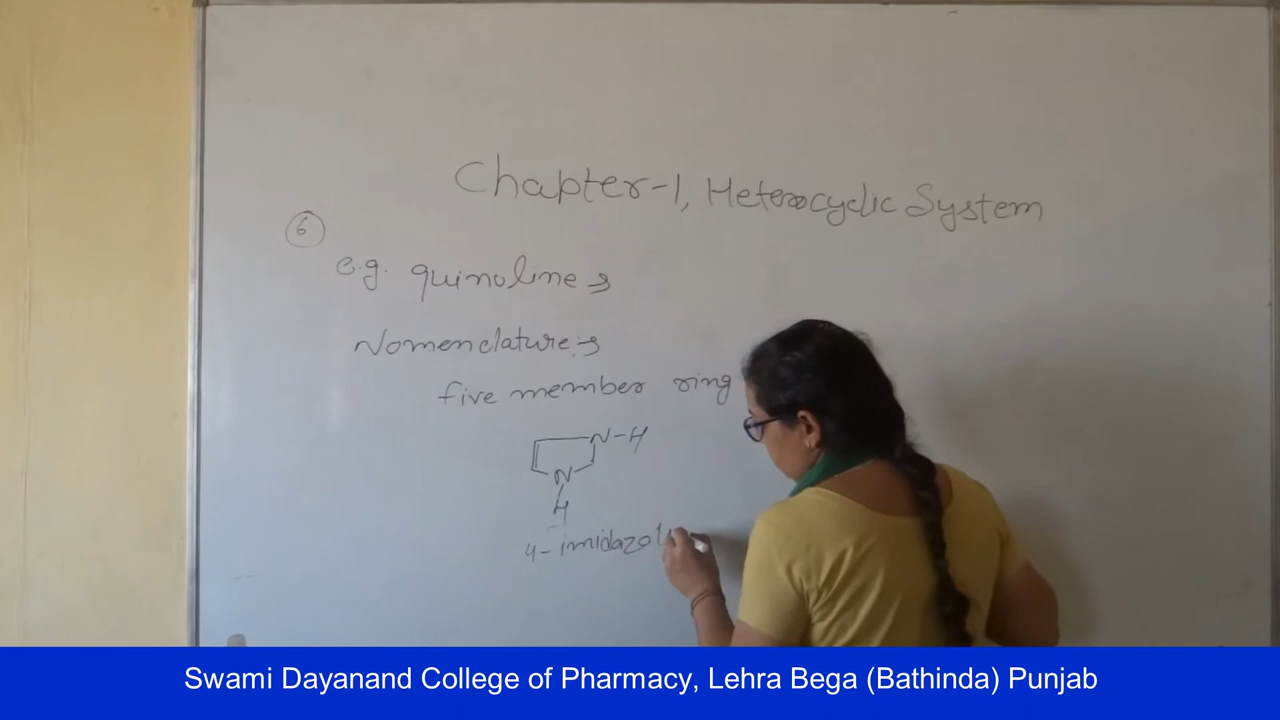 Chapter-1, Heterocyclic System
6
e.g. quinoline →
Nomenclature:→
five member ring
N-H
N
H
4-imidazol
Swami Dayanand College of Pharmacy, Lehra Bega (Bathinda) Punjab